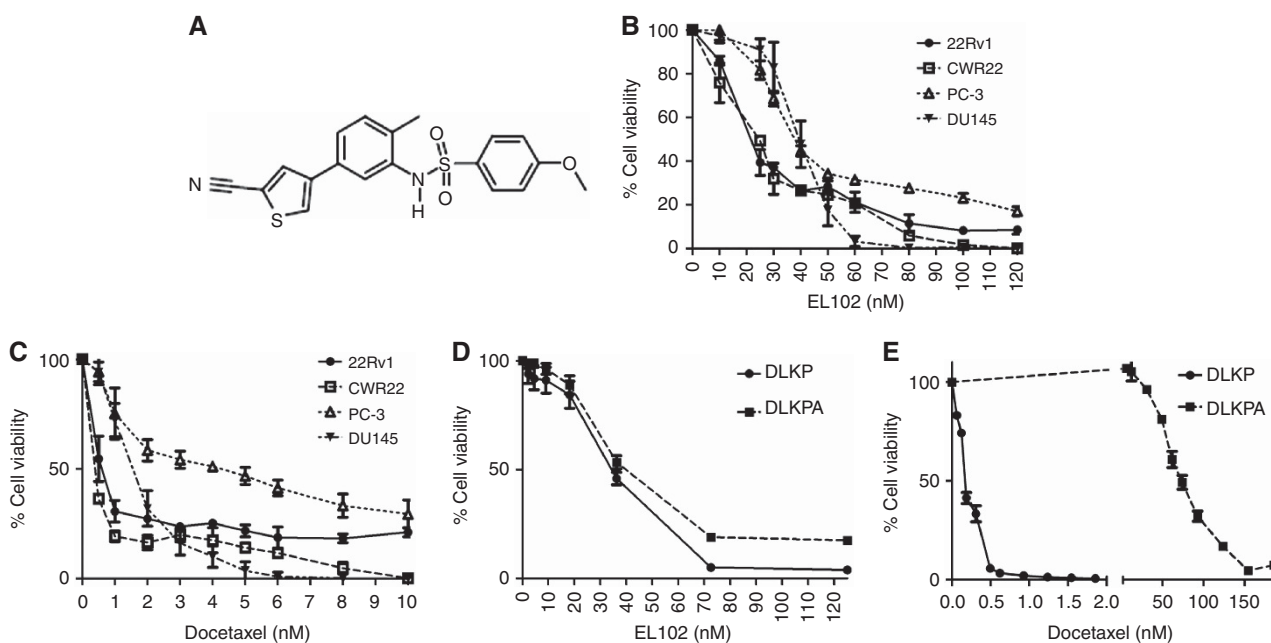 A
N
S
N
H
S
O
O
O
B
% Cell viability
100
80
60
40
20
0
22Rv1
CWR22
PC-3
DU145
0
10
20
30
40
50
60
70
80
90
100
110
120
EL102 (nM)
C
% Cell viability
100
50
0
22Rv1
CWR22
PC-3
DU145
0
1
2
3
4
5
6
7
8
9
10
Docetaxel (nM)
D
% Cell viability
100
50
0
DLKP
DLKPA
0
10
20
30
40
50
60
70
80
90
100
110
120
EL102 (nM)
E
% Cell viability
100
50
0
DLKP
DLKPA
0.0
0.5
1.0
1.5
2.0
50
100
150
Docetaxel (nM)